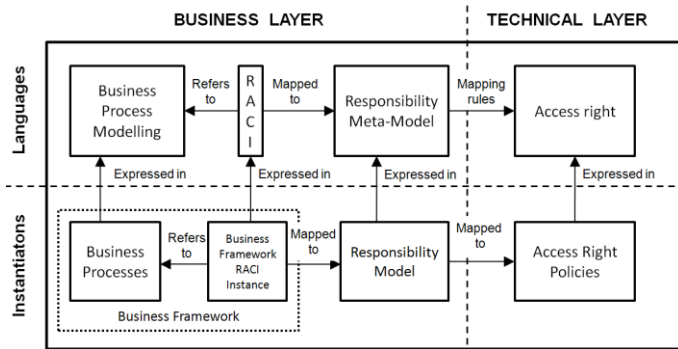 BUSINESS LAYER
TECHNICAL LAYER
Languages
Business
Process
Modelling
Refers
to
R
A
C
I
Mapped
to
Responsibility
Meta-Model
Mapping
rules
Access right
Expressed in
Expressed in
Expressed in
Expressed in
Instantiatons
Business
Processes
Refers
to
Business
Framework
RACI
Instance
Mapped
to
Responsibility
Model
Mapped
to
Access Right
Policies
Business Framework